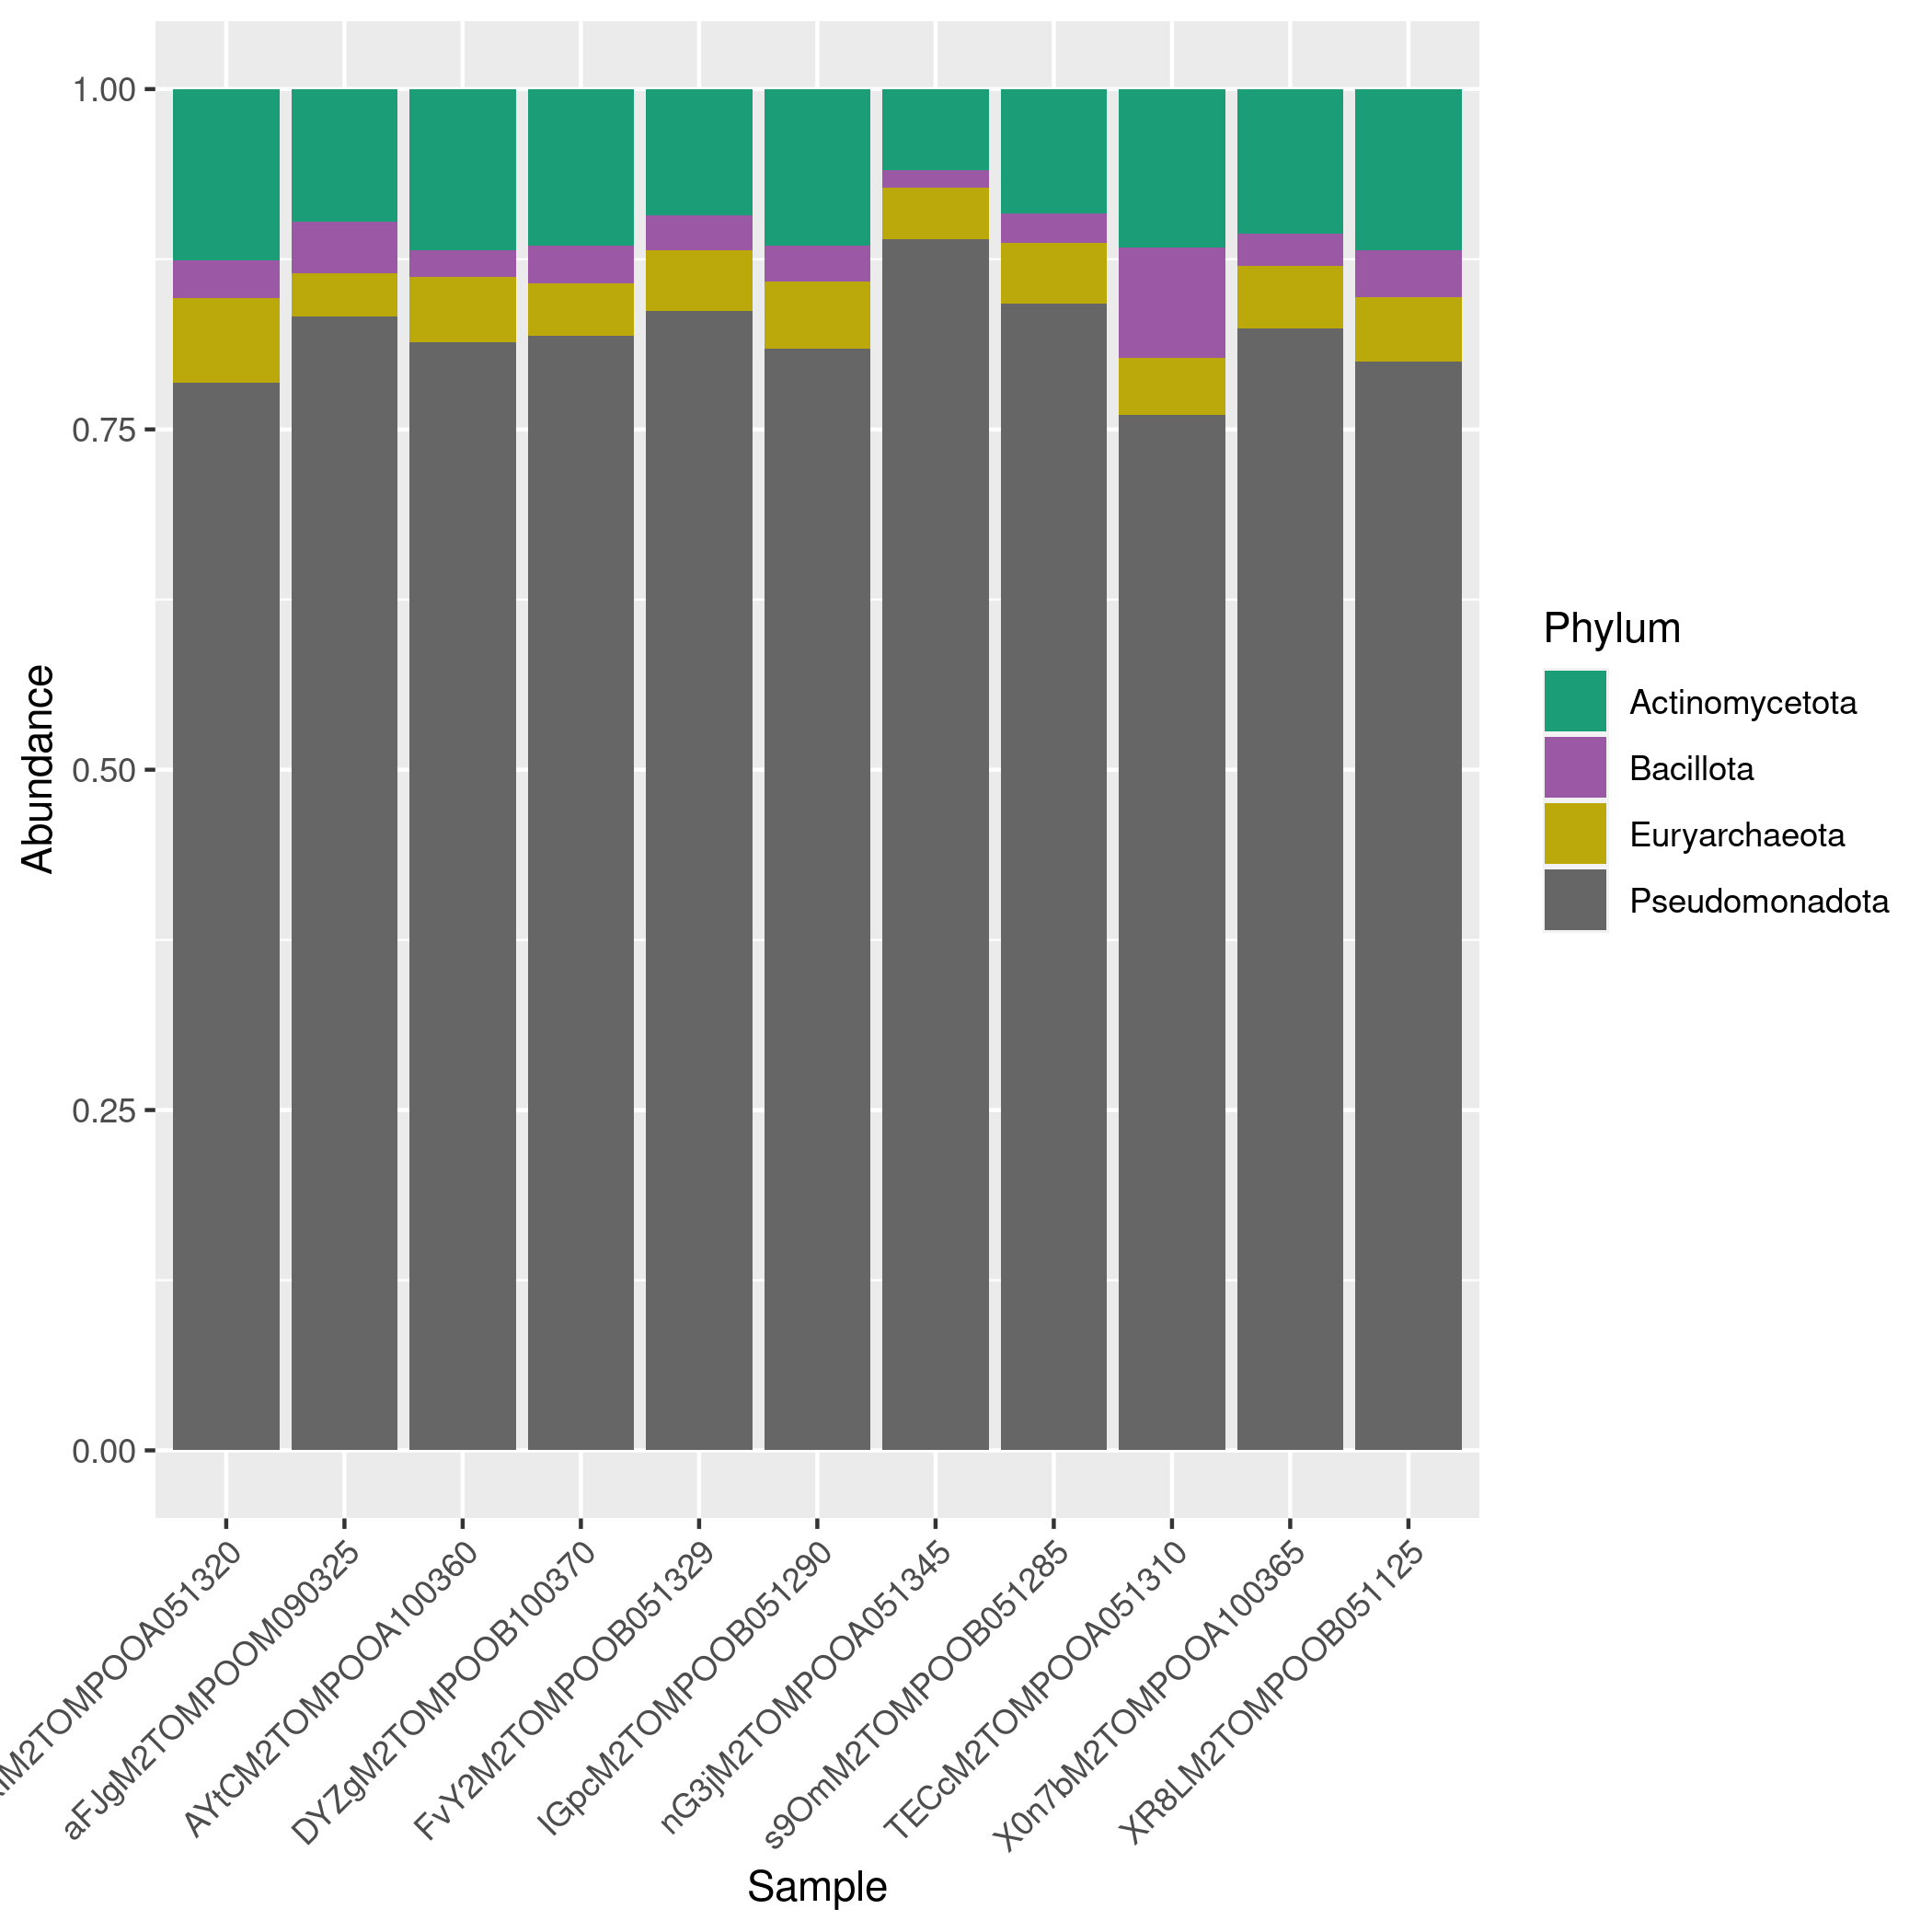 1.00
0.75
0.50
0.25
0.00
Abundance
M2TOMPOOA051320
aFJgM2TOMPOOM090325
AYtCM2TOMPOOA100360
DYZgM2TOMPOOB100370
FvY2M2TOMPOOB051329
nG3jM2TOMPOOA051345
s9OmM2TOMPOOB051285
TECcM2TOMPOOA051310
X0n7bM2TOMPOOA100365
XR8LM2TOMPOOB051125
Sample
Phylum
Actinomycetota
Bacillota
Euryarchaeota
Pseudomonadota